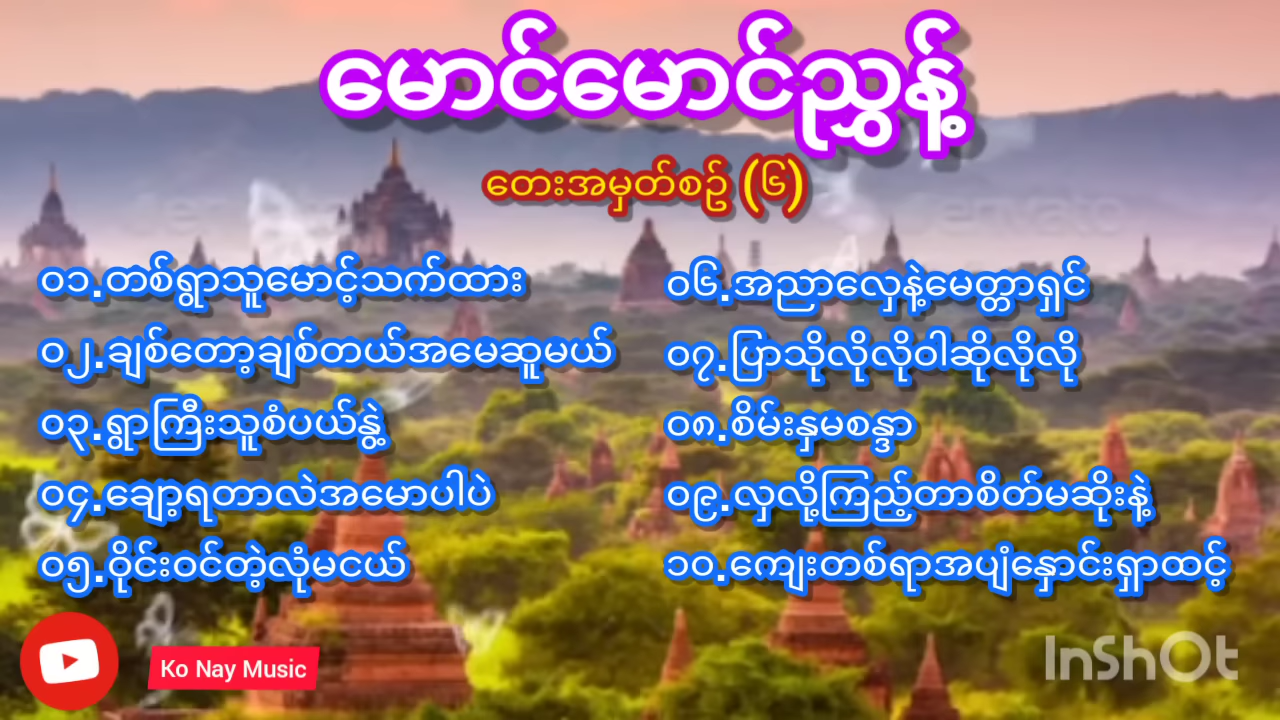 မောင်မောင်ညွှန့်
တေးအမှတ်စဥ် (၆)
၀၁.တစ်ရွာသူမောင့်သက်ထား
၀၂.ချစ်တော့ချစ်တယ်အမေဆူမယ်
၀၃.ရွာကြီးသူစံပယ်နွဲ့
၀၄.ချော့ရတာလဲအမောပါပဲ
၀၅.ဝိုင်းဝင်တဲ့လုံမငယ်
၀၆.အညာလှေနဲ့မေတ္တာရှင်
၀၇.ပြာသိုလိုလိုဝါဆိုလိုလို
၀၈.စိမ်းနှမစန္ဒာ
၀၉.လှလို့ကြည့်တာစိတ်မဆိုးနဲ့
၁၀.ကျေးတစ်ရာအပျံနှောင်းရှာထင့်
Ko Nay Music
InShOt